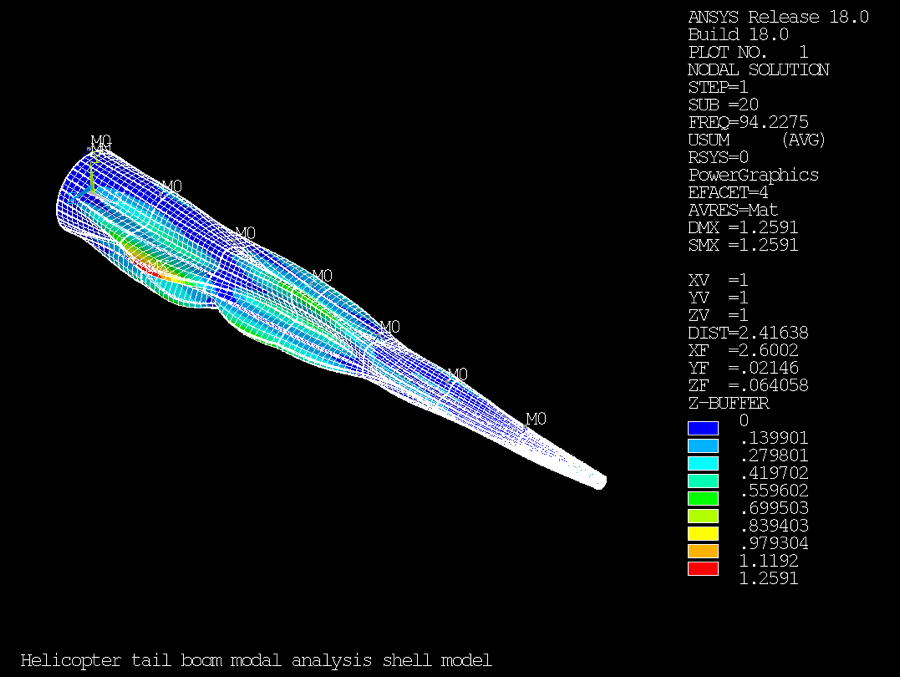 ANSYS Release 18.0
Build 18.0
PLOT NO. 1
NODAL SOLUTION
STEP=1
SUB =20
FREQ=94.2275
USUM (AVG)
RSYS=0
PowerGraphics
EFACET=4
AVRES=Mat
DMX =1.2591
SMX =1.2591
XV =1
YV =1
ZV =1
DIST=2.41638
XF =2.6002
YF =.02146
ZF =.064058
Z-BUFFER
0
.139901
.279801
.419702
.559602
.699503
.839403
.979304
1.1192
1.2591
M0
M0
M0
M0
M0
M0
M0
Helicopter tail boom modal analysis shell model